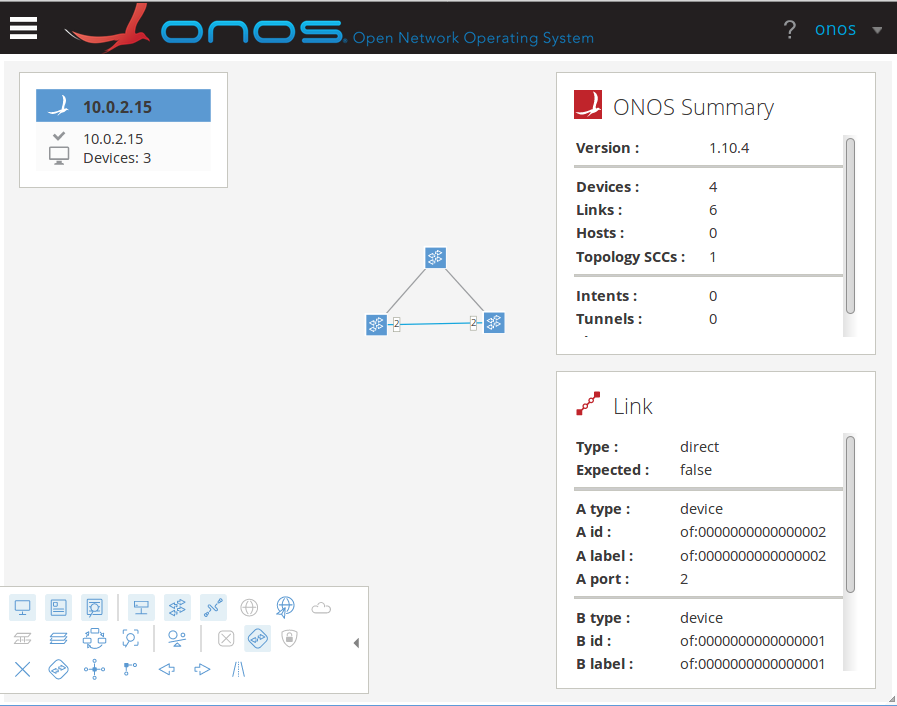 onos. Open Network Operating System
? onos
10.0.2.15
10.0.2.15
Devices: 3
ONOS Summary
Version : 1.10.4
Devices : 4
Links : 6
Hosts : 0
Topology SCCs : 1
Intents : 0
Tunnels : 0
2 2
Link
Type : direct
Expected : false
A type : device
A id : of:0000000000000002
A label : of:0000000000000002
A port : 2
B type : device
B id : of:0000000000000001
B label : of:0000000000000001